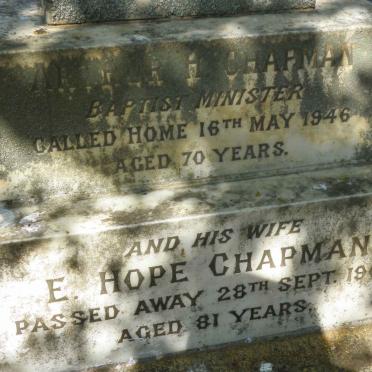 H. CHAPMAN
BAPTIST MINISTER
CALLED HOME 16TH MAY 1946
AGED 70 YEARS.
AND HIS WIFE
E. HOPE CHAPMAN
PASSED AWAY 28TH SEPT.
AGED 81 YEARS.